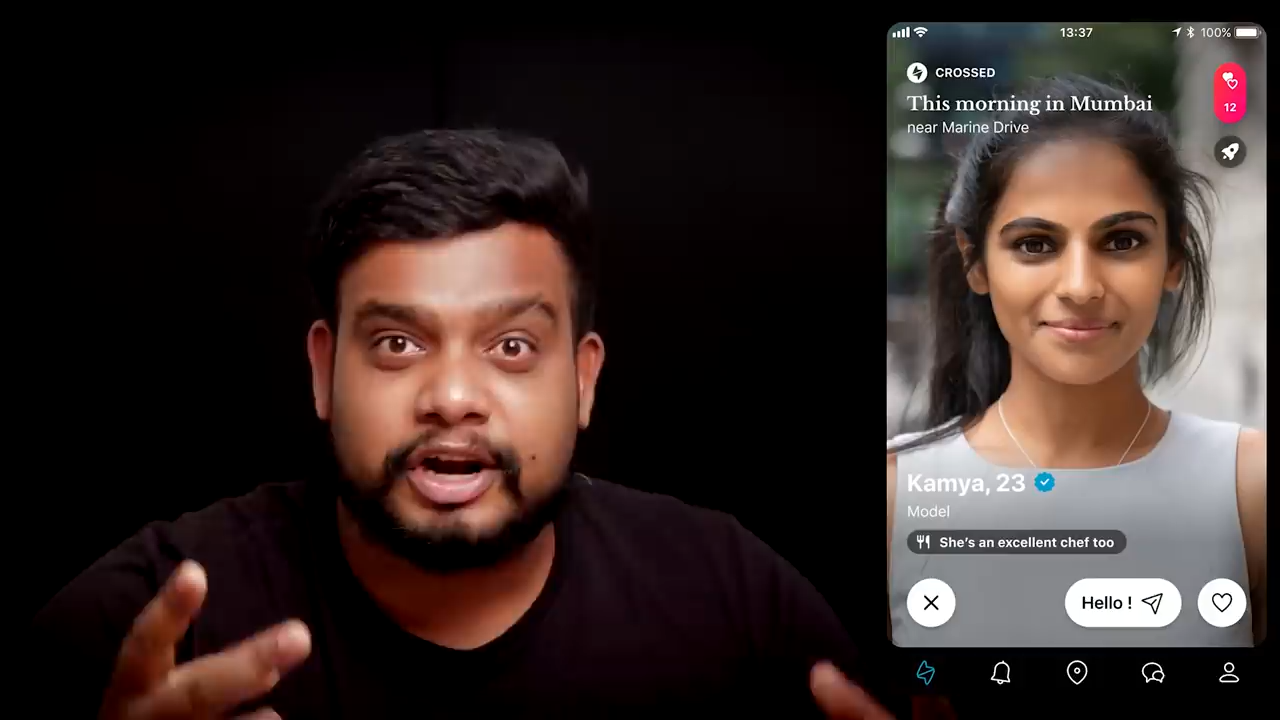 13:37
100%
CROSSED
This morning in Mumbai
near Marine Drive
12
Kamya, 23
Model
She's an excellent chef too
Hello !